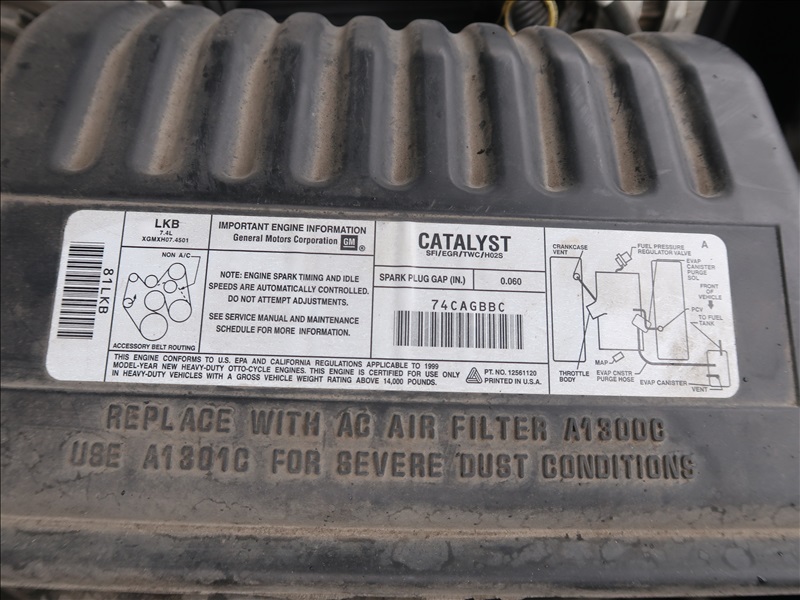 81LKB
LKB
7.4L
XGMXH07.4501
NON A/C
ACCESSORY BELT ROUTING
IMPORTANT ENGINE INFORMATION
General Motors Corporation GM
NOTE: ENGINE SPARK TIMING AND IDLE
SPEEDS ARE AUTOMATICALLY CONTROLLED.
DO NOT ATTEMPT ADJUSTMENTS.
SEE SERVICE MANUAL AND MAINTENANCE
SCHEDULE FOR MORE INFORMATION.
CATALYST
SFI/EGR/TWC/HO2S
SPARK PLUG GAP (IN.) 0.060
74CAGBBC
THIS ENGINE CONFORMS TO U.S. EPA AND CALIFORNIA REGULATIONS APPLICABLE TO 1999
MODEL-YEAR NEW HEAVY-DUTY OTTO-CYCLE ENGINES. THIS ENGINE IS CERTIFIED FOR USE ONLY
IN HEAVY-DUTY VEHICLES WITH A GROSS VEHICLE WEIGHT RATING ABOVE 14,000 POUNDS.
PT. NO. 12561120
PRINTED IN U.S.A.
A
CRANKCASE
VENT
FUEL PRESSURE
REGULATOR VALVE
EVAP
CANISTER
PURGE
SOL
FRONT
OF
VEHICLE
PCV
TO FUEL
TANK
MAP
THROTTLE
BODY
EVAP CNSTR
PURGE HOSE
EVAP CANISTER
VENT
REPLACE WITH AC AIR FILTER A1300C
USE A1301C FOR SEVERE DUST CONDITIONS